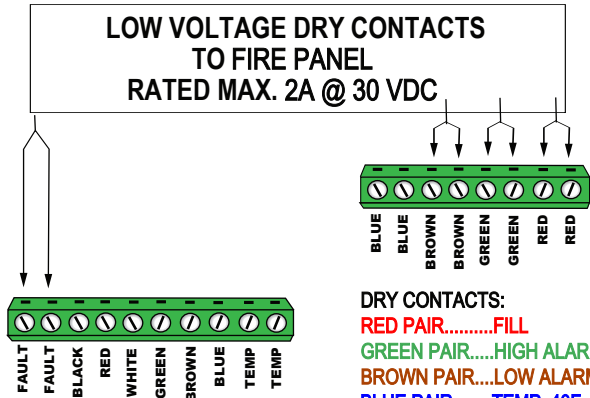 LOW VOLTAGE DRY CONTACTS
TO FIRE PANEL
RATED MAX. 2A @ 30 VDC
BLUE
BLUE
BROWN
BROWN
GREEN
GREEN
RED
RED
FAULT
FAULT
BLACK
RED
WHITE
GREEN
BROWN
BLUE
TEMP
TEMP
DRY CONTACTS:
RED PAIR..........FILL
GREEN PAIR.....HIGH ALAR
BROWN PAIR....LOW ALARM